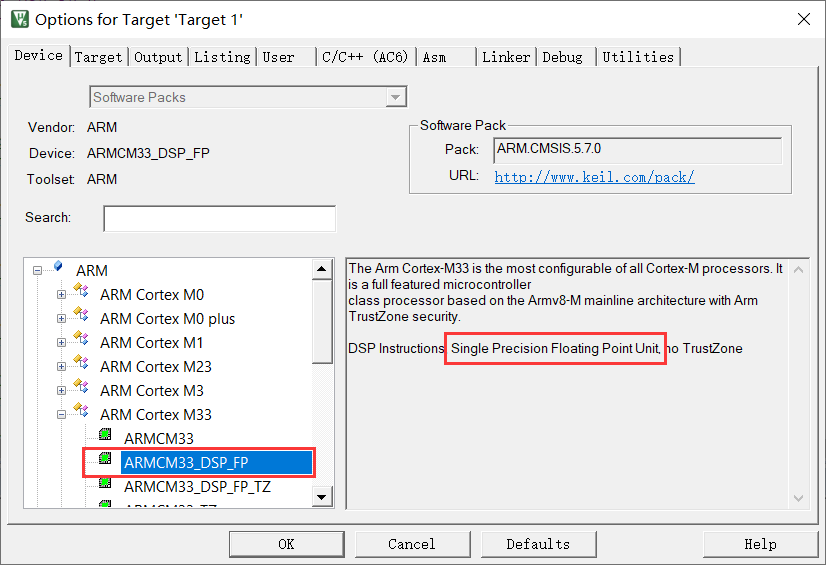 Options for Target 'Target 1'
Device Target Output Listing User C/C++ (AC6) Asm Linker Debug Utilities
Software Packs
Vendor: ARM
Device: ARMCM33_DSP_FP
Toolset: ARM
Search:
Software Pack
Pack: ARM.CMSIS.5.7.0
URL: http://www.keil.com/pack/
ARM
ARM Cortex M0
ARM Cortex M0 plus
ARM Cortex M1
ARM Cortex M23
ARM Cortex M3
ARM Cortex M33
ARMCM33
ARMCM33_DSP_FP
ARMCM33_DSP_FP_TZ
The Arm Cortex-M33 is the most configurable of all Cortex-M processors. It
is a full featured microcontroller
class processor based on the Armv8-M mainline architecture with Arm
TrustZone security.
DSP Instructions, Single Precision Floating Point Unit, no TrustZone
OK Cancel Defaults Help